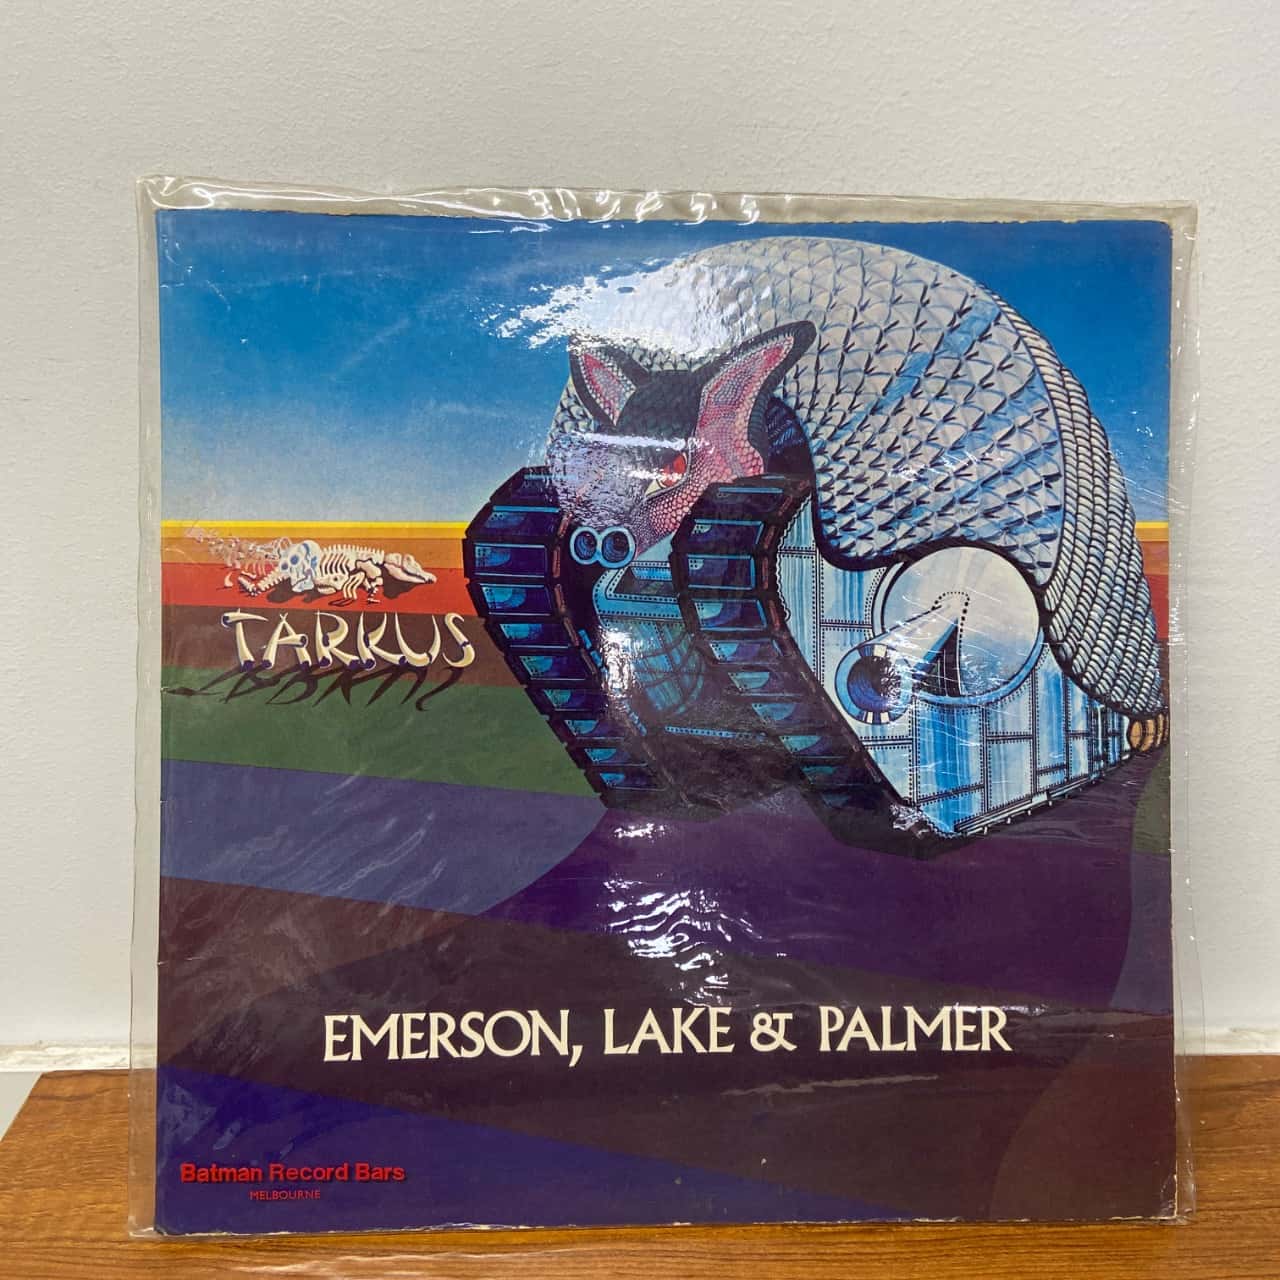 TARKUS
EMERSON, LAKE & PALMER
Batman Record Bars
MELBOURNE